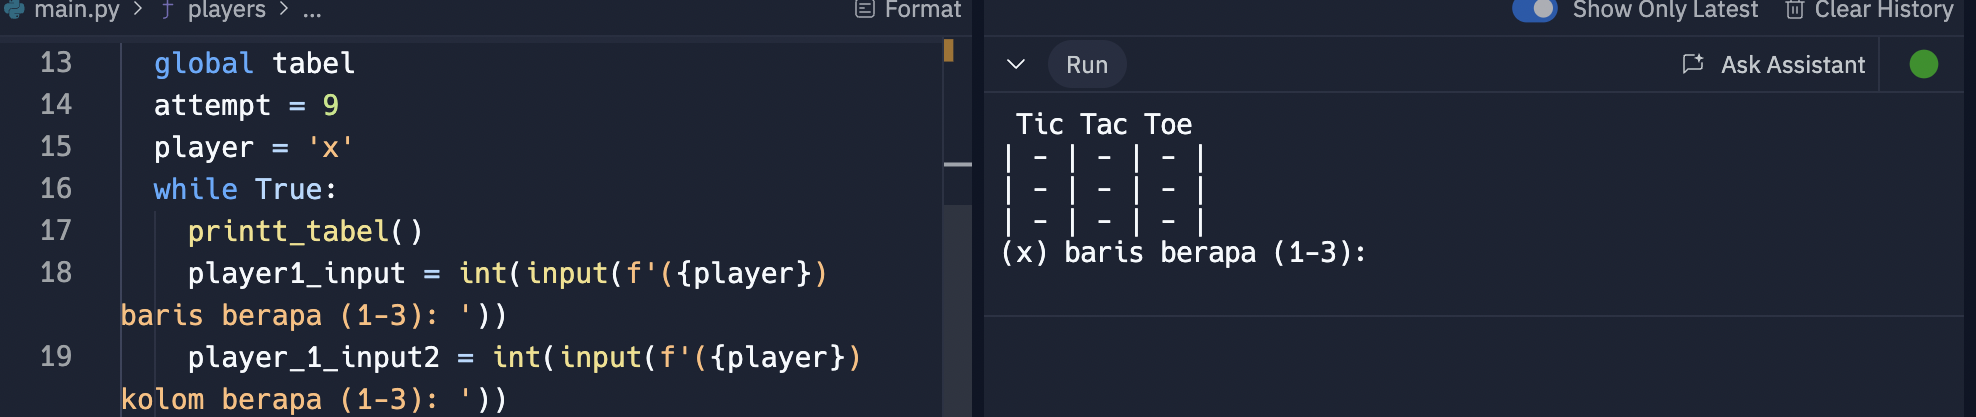 main.py > players > ...
Format
13 global tabel
14 attempt = 9
15 player = 'x'
16 while True:
17 printt_tabel()
18 player1_input = int(input(f'({player})
baris berapa (1-3): '))
19 player_1_input2 = int(input(f'({player})
kolom berapa (1-3): '))
Show Only Latest
Clear History
Run
Ask Assistant
Tic Tac Toe
| - | - | - |
| - | - | - |
| - | - | - |
(x) baris berapa (1-3):